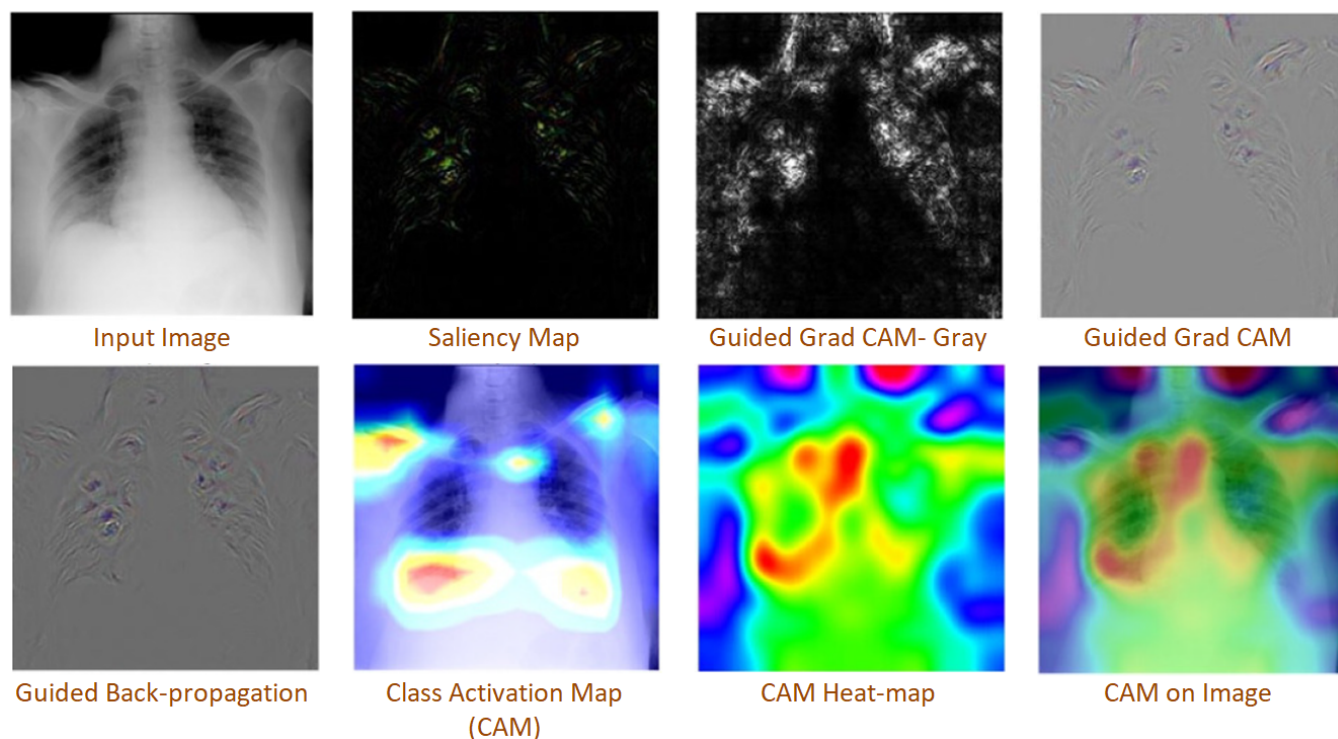 Input Image
Saliency Map
Guided Grad CAM- Gray
Guided Grad CAM
Guided Back-propagation
Class Activation Map
(CAM)
CAM Heat-map
CAM on Image